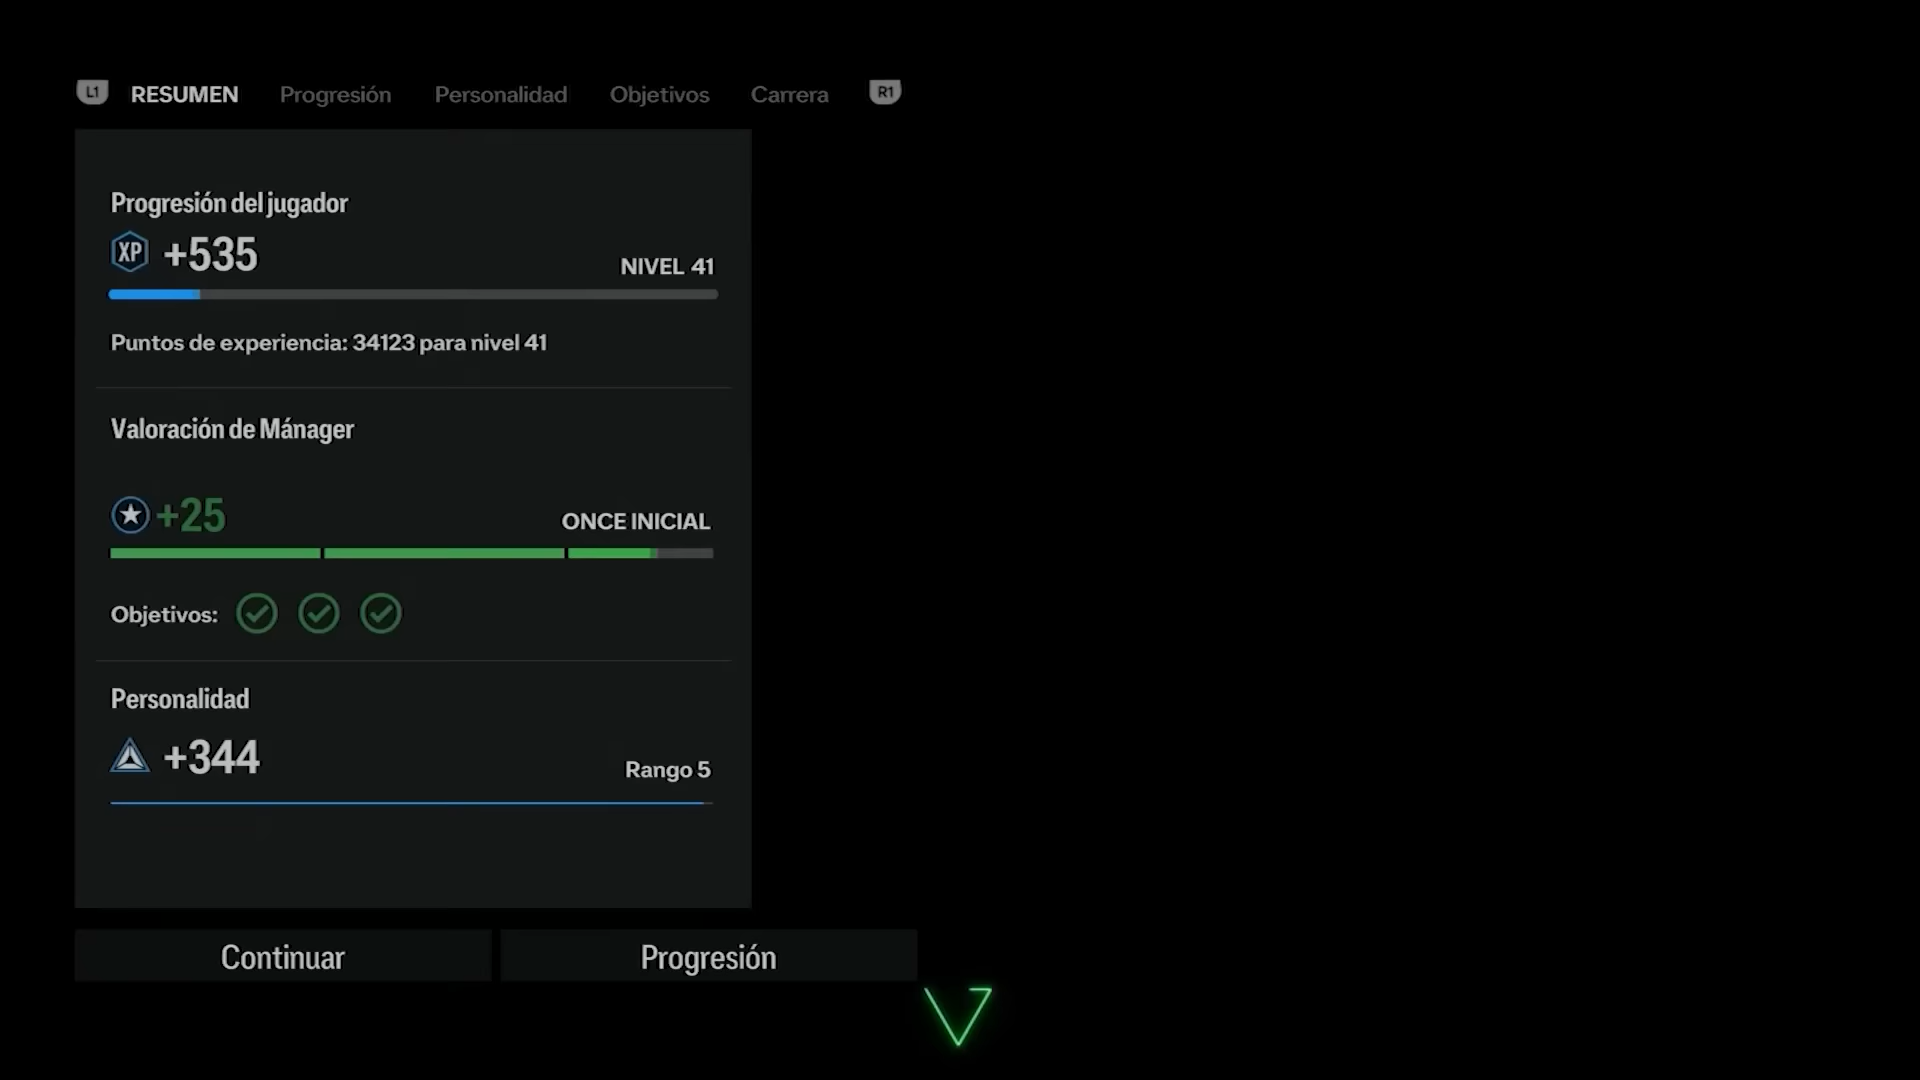 L1 RESUMEN Progresión Personalidad Objetivos Carrera R1
Progresión del jugador
XP +535
NIVEL 41
Puntos de experiencia: 34123 para nivel 41
Valoración de Mánager
+25
ONCE INICIAL
Objetivos:
Personalidad
+344
Rango 5
Continuar
Progresión